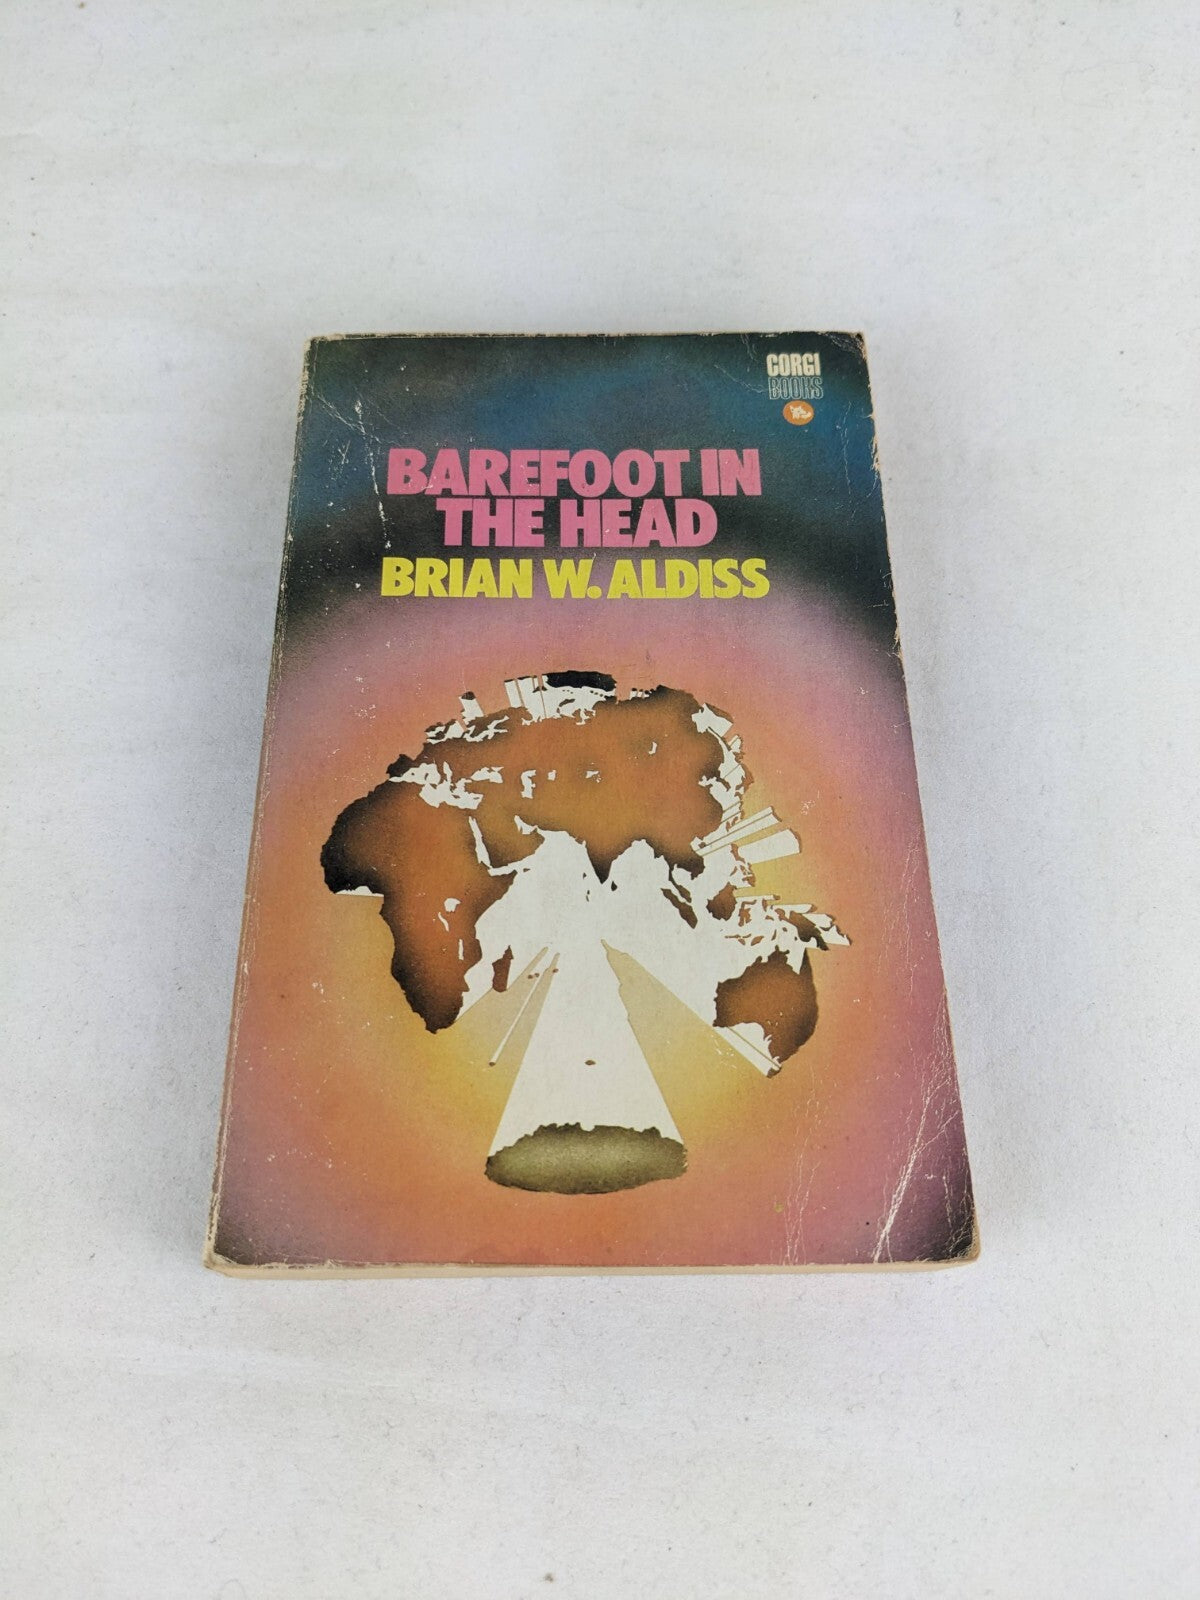 CORGI
BOOKS
BAREFOOT IN
THE HEAD
BRIAN W. ALDISS